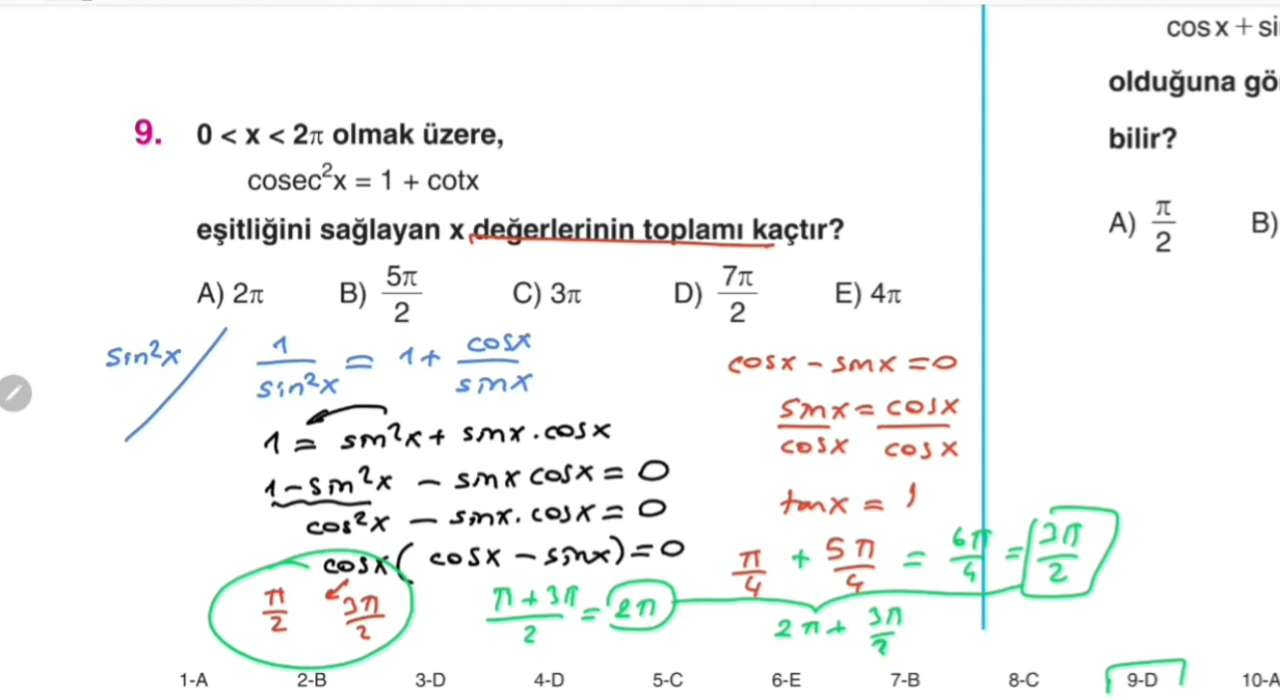 9. 0 < x < 2π olmak üzere,
cosec²x = 1 + cotx
eşitliğini sağlayan x değerlerinin toplamı kaçtır?
A) 2π B) 5π/2 C) 3π D) 7π/2 E) 4π
sin²x / 1/sin²x = 1 + cosx/sinx
1 = sin²x + sinx.cosx
1 - sin²x - sinx cosx = 0
cos²x - sinx.cosx = 0
cosx(cosx - sinx) = 0
π/2 3π/2
π+3π/2 = 2π
cosx - sinx = 0
sinx/cosx = cosx/cosx
tanx = 1
π/4 + 5π/4 = 6π/4 = 3π/2
2π + 3π/2
cosx + si
olduğuna gö
bilir?
A) π/2 B)
1-A 2-B 3-D 4-D 5-C 6-E 7-B 8-C 9-D 10-A